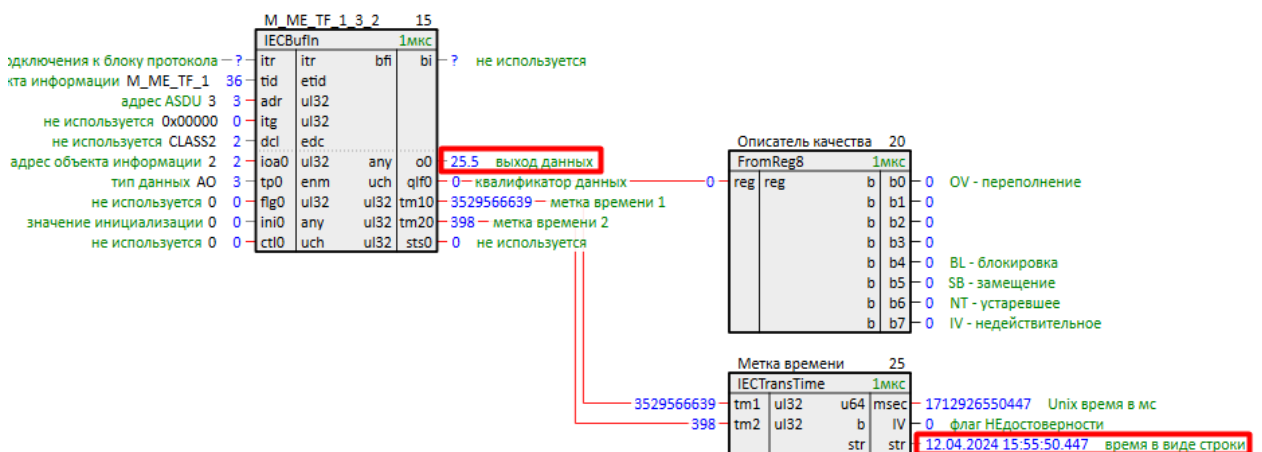 M_ME_TF_1_3_2 15
IECBufIn 1мкс
одключения к блоку протокола ? itr itr bfi bi ? не используется
кта информации M_ME_TF_1 36 tid etid
адрес ASDU 3 3 adr ul32
не используется 0x00000 0 itg ul32
не используется CLASS2 2 dcl edc
адрес объекта информации 2 2 ioa0 ul32 any o0 25.5 выход данных
тип данных AO 3 tp0 enm uch qlf0 0 квалификатор данных
не используется 0 0 flg0 ul32 ul32 tm10 3529566639 метка времени 1
значение инициализации 0 0 ini0 any ul32 tm20 398 метка времени 2
не используется 0 0 ctl0 uch ul32 sts0 0 не используется
Описатель качества 20
FromReg8 1мкс
0 reg reg b b0 0 OV - переполнение
b b1 0
b b2 0
b b3 0
b b4 0 BL - блокировка
b b5 0 SB - замещение
b b6 0 NT - устаревшее
b b7 0 IV - недействительное
Метка времени 25
IECTransTime 1мкс
3529566639 tm1 ul32 u64 msec 1712926550447 Unix время в мс
398 tm2 ul32 b IV 0 флаг НЕдостоверности
str str 12.04.2024 15:55:50.447 время в виде строки